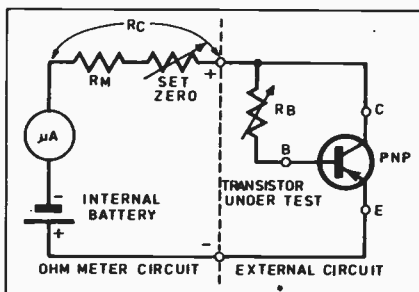 RC
RM
SET
ZERO
+
RB
C
B
PNP
μA
-
INTERNAL
BATTERY
+
TRANSISTOR
UNDER TEST
E
-
OHM METER CIRCUIT
EXTERNAL CIRCUIT